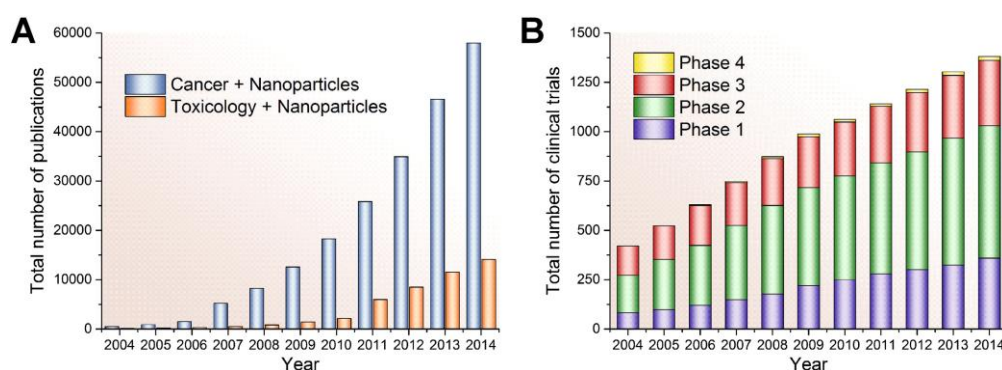 A
Total number of publications
60000
50000
40000
30000
20000
10000
0
Cancer + Nanoparticles
Toxicology + Nanoparticles
2004 2005 2006 2007 2008 2009 2010 2011 2012 2013 2014
Year
B
Total number of clinical trials
1500
1250
1000
750
500
250
0
Phase 4
Phase 3
Phase 2
Phase 1
2004 2005 2006 2007 2008 2009 2010 2011 2012 2013 2014
Year